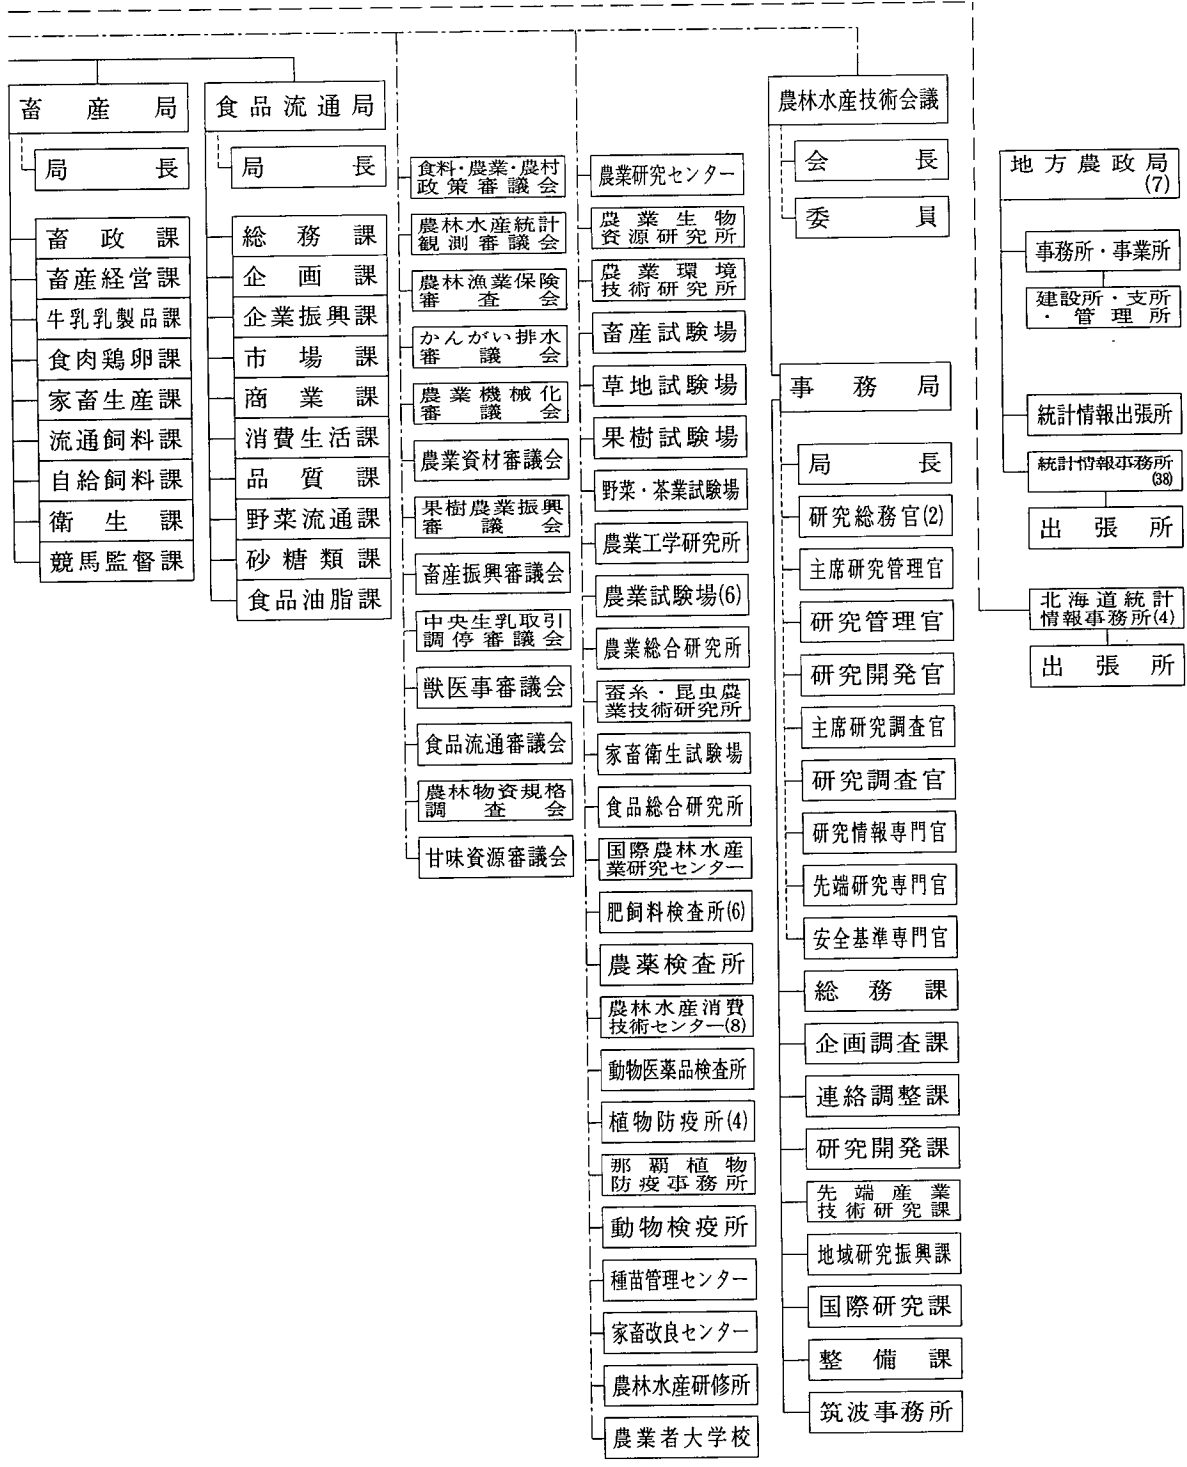 畜産局
局長
畜政課
畜産経営課
牛乳乳製品課
食肉鶏卵課
家畜生産課
流通飼料課
自給飼料課
衛生課
競馬監督課
食品流通局
局長
総務課
企画課
企業振興課
市場課
商業課
消費生活課
品質課
野菜流通課
砂糖類課
食品油脂課
食料・農業・農村
政策審議会
農林水産統計
観測審議会
農林漁業保険
審査会
かんがい排水
審議会
農業機械化
審議会
農業資材審議会
果樹農業振興
審議会
畜産振興審議会
中央生乳取引
調停審議会
獣医事審議会
食品流通審議会
農林物資規格
調査会
甘味資源審議会
農業研究センター
農業生物
資源研究所
農業環境
技術研究所
畜産試験場
草地試験場
果樹試験場
野菜・茶業試験場
農業工学研究所
農業試験場(6)
農業総合研究所
蚕糸・昆虫農
業技術研究所
家畜衛生試験場
食品総合研究所
国際農林水産
業研究センター
肥飼料検査所(6)
農薬検査所
農林水産消費
技術センター(8)
動物医薬品検査所
植物防疫所(4)
那覇植物
防疫事務所
動物検疫所
種苗管理センター
家畜改良センター
農林水産研修所
農業者大学校
農林水産技術会議
会長
委員
事務局
局長
研究総務官(2)
主席研究管理官
研究管理官
研究開発官
主席研究調査官
研究調査官
研究情報専門官
先端研究専門官
安全基準専門官
総務課
企画調査課
連絡調整課
研究開発課
先端産業
技術研究課
地域研究振興課
国際研究課
整備課
筑波事務所
地方農政局
(7)
事務所・事業所
建設所・支所
・管理所
統計情報出張所
統計情報事務所
(38)
出張所
北海道統計
情報事務所(4)
出張所